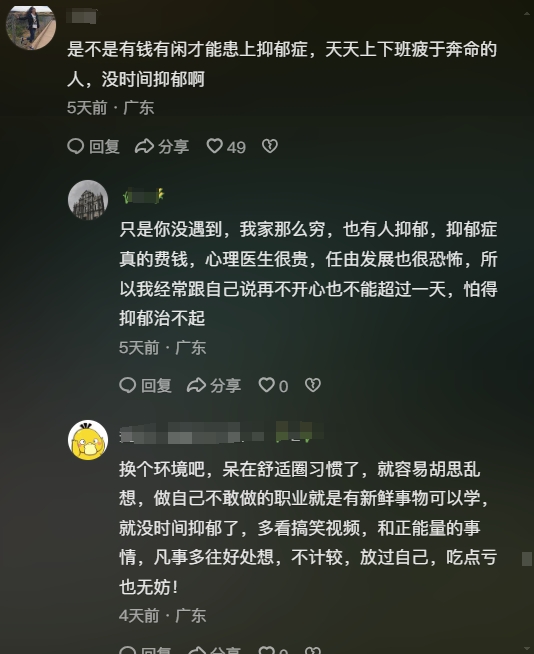 是不是有钱有闲才能患上抑郁症，天天上下班疲于奔命的
人，没时间抑郁啊
5天前 · 广东
回复 分享 49
只是你没遇到，我家那么穷，也有人抑郁，抑郁症
真的费钱，心理医生很贵，任由发展也很恐怖，所
以我经常跟自己说再不开心也不能超过一天，怕得
抑郁治不起
5天前 · 广东
回复 分享 0
换个环境吧，呆在舒适圈习惯了，就容易胡思乱
想，做自己不敢做的职业就是有新鲜事物可以学，
就没时间抑郁了，多看搞笑视频，和正能量的事
情，凡事多往好处想，不计较，放过自己，吃点亏
也无妨！
4天前 · 广东
回复 分享 0